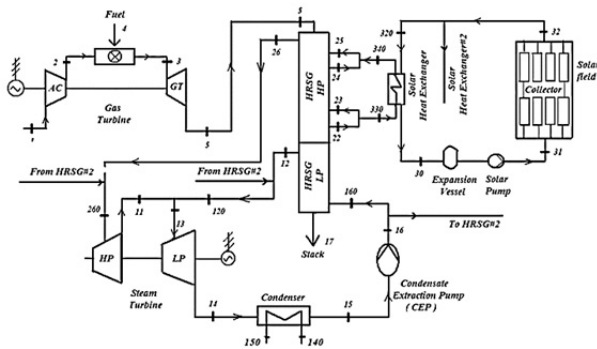 Fuel
4
2
3
AC
GT
Gas
Turbine
1
5
5
26
25
24
23
22
HRSG
HP
HRSG
LP
12
17
Stack
340
330
320
Solar
Heat Exchanger
Solar
Heat Exchanger#2
32
Solar
field
Collector
31
30
Expansion
Vessel
Solar
Pump
From HRSG#2
From HRSG#2
260
11
13
120
HP
LP
Steam
Turbine
160
16
To HRSG#2
Condensate
Extraction Pump
(CEP)
14
Condenser
15
150
140